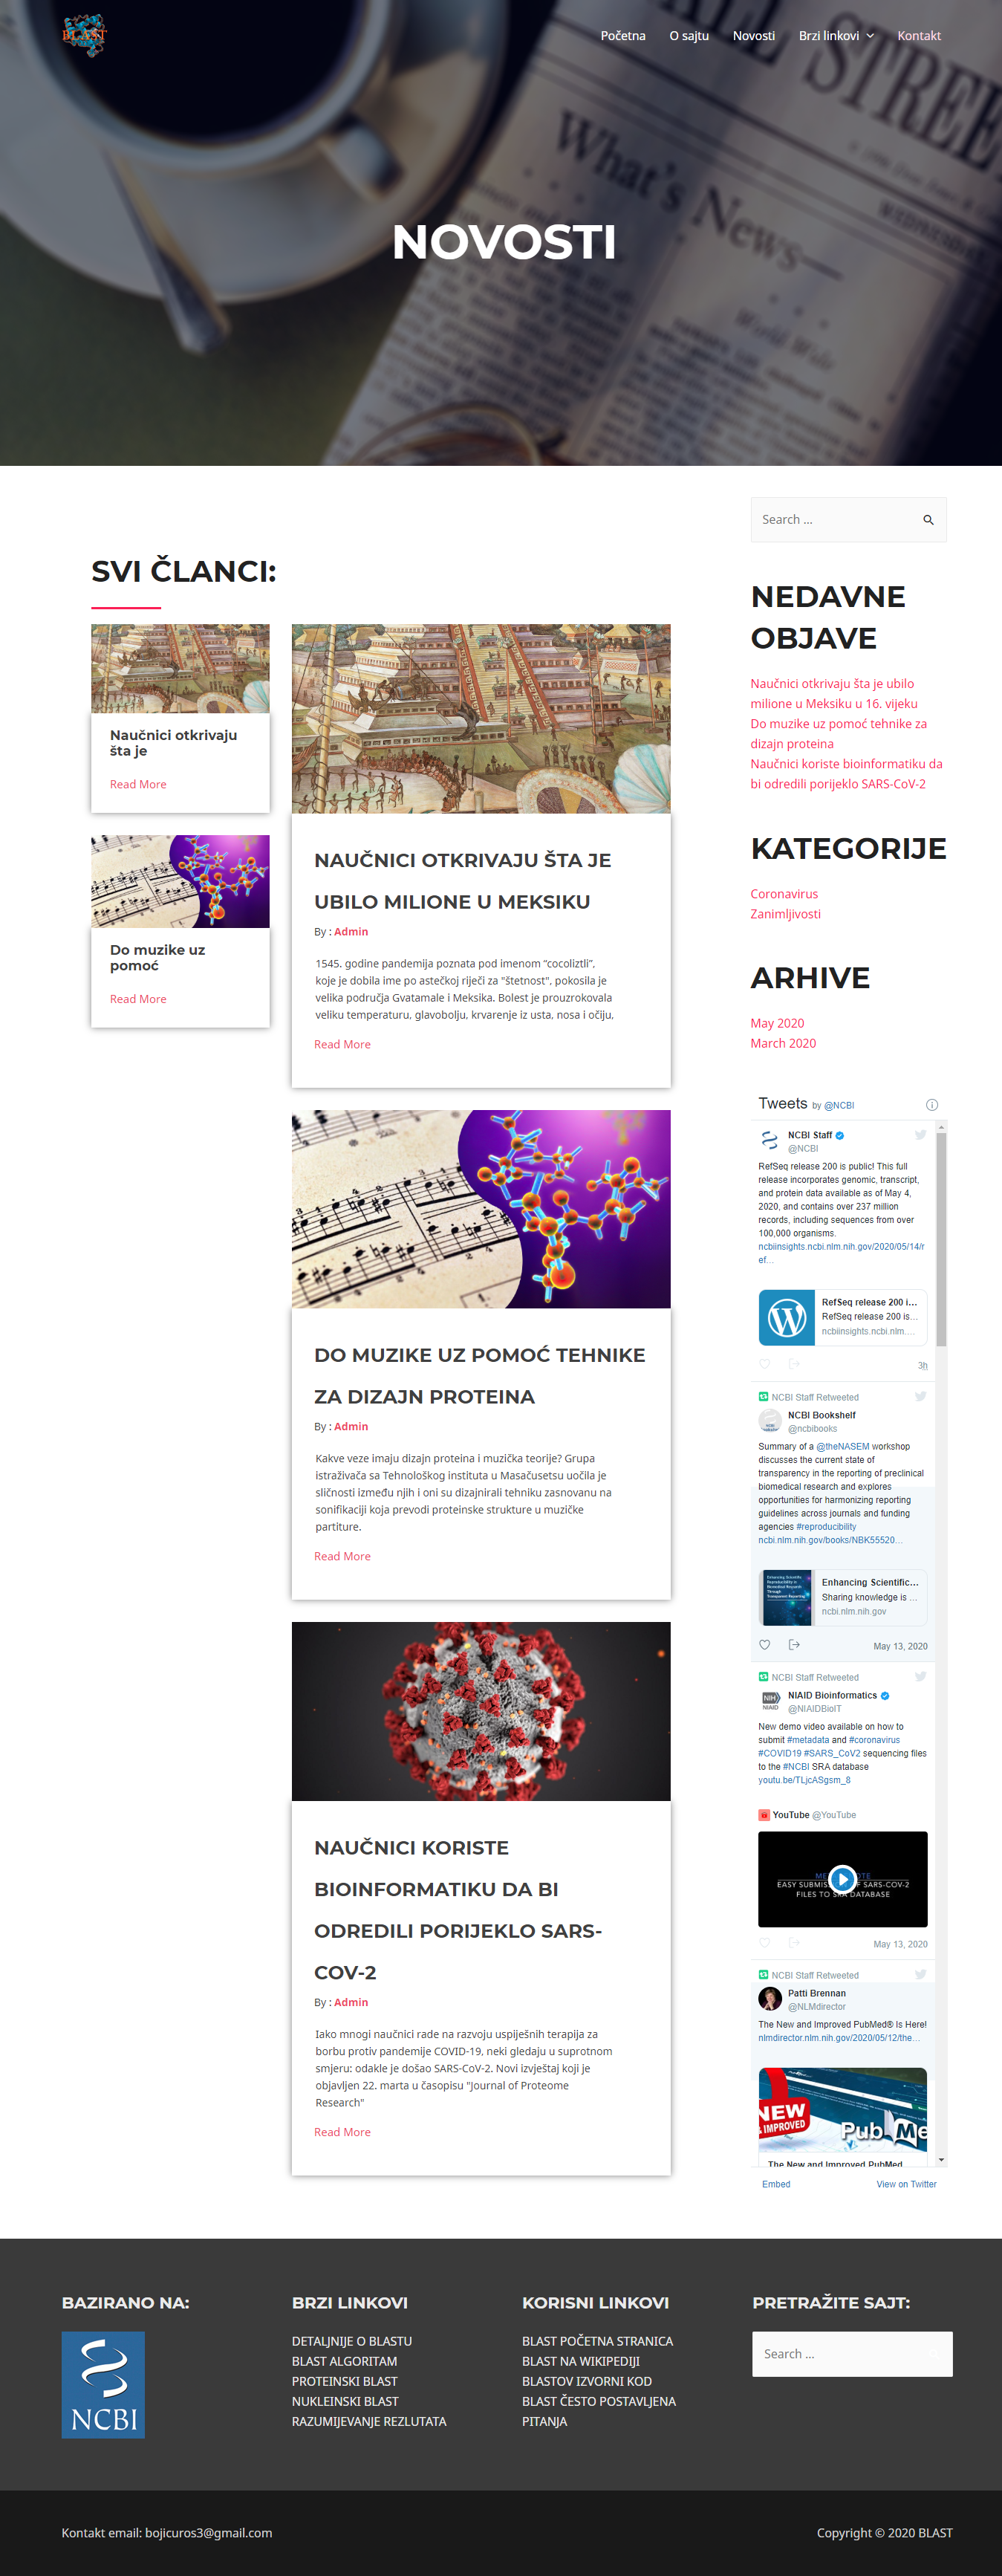 BLAST
Početna
O sajtu
Novosti
Brzi linkovi
Kontakt
What's News
World-Wide
NOVOSTI
Search ...
SVI ČLANCI:
Naučnici otkrivaju
šta je
Read More
Do muzike uz
pomoć
Read More
NAUČNICI OTKRIVAJU ŠTA JE
UBILO MILIONE U MEKSIKU
By : Admin
1545. godine pandemija poznata pod imenom “cocoliztli”,
koje je dobila ime po astečkoj riječi za "štetnost", pokosila je
velika područja Gvatamale i Meksika. Bolest je prouzrokovala
veliku temperaturu, glavobolju, krvarenje iz usta, nosa i očiju,
Read More
DO MUZIKE UZ POMOĆ TEHNIKE
ZA DIZAJN PROTEINA
By : Admin
Kakve veze imaju dizajn proteina i muzička teorije? Grupa
istraživača sa Tehnološkog instituta u Masačusetsu uočila je
sličnosti između njih i oni su dizajnirali tehniku zasnovanu na
sonifikaciji koja prevodi proteinske strukture u muzičke
partiture.
Read More
NAUČNICI KORISTE
BIOINFORMATIKU DA BI
ODREDILI PORIJEKLO SARS-
COV-2
By : Admin
Iako mnogi naučnici rade na razvoju uspiješnih terapija za
borbu protiv pandemije COVID-19, neki gledaju u suprotnom
smjeru: odakle je došao SARS-CoV-2. Novi izvještaj koji je
objavljen 22. marta u časopisu "Journal of Proteome
Research"
Read More
NEDAVNE
OBJAVE
Naučnici otkrivaju šta je ubilo
milione u Meksiku u 16. vijeku
Do muzike uz pomoć tehnike za
dizajn proteina
Naučnici koriste bioinformatiku da
bi odredili porijeklo SARS-CoV-2
KATEGORIJE
Coronavirus
Zanimljivosti
ARHIVE
May 2020
March 2020
Tweets by @NCBI
NCBI Staff
@NCBI
RefSeq release 200 is public! This full
release incorporates genomic, transcript,
and protein data available as of May 4,
2020, and contains over 237 million
records, including sequences from over
100,000 organisms.
ncbiinsights.ncbi.nlm.nih.gov/2020/05/14/r
ef…
RefSeq release 200 i…
RefSeq release 200 is…
ncbiinsights.ncbi.nlm.…
3h
NCBI Staff Retweeted
NCBI Bookshelf
@ncbibooks
Summary of a @theNASEM workshop
discusses the current state of
transparency in the reporting of preclinical
biomedical research and explores
opportunities for harmonizing reporting
guidelines across journals and funding
agencies #reproducibility
ncbi.nlm.nih.gov/books/NBK55520…
Enhancing Scientific
Reproducibility in
Biomedical Research
Through
Transparent Reporting
Enhancing Scientific…
Sharing knowledge is …
ncbi.nlm.nih.gov
May 13, 2020
NCBI Staff Retweeted
NIH
NIAID
NIAID Bioinformatics
@NIAIDBioIT
New demo video available on how to
submit #metadata and #coronavirus
#COVID19 #SARS_CoV2 sequencing files
to the #NCBI SRA database
youtu.be/TLjcASgsm_8
YouTube @YouTube
EASY SUBMISSION OF SARS-COV-2
FILES TO SRA DATABASE
May 13, 2020
NCBI Staff Retweeted
Patti Brennan
@NLMdirector
The New and Improved PubMed® Is Here!
nlmdirector.nlm.nih.gov/2020/05/12/the…
NEW
& IMPROVED
PubMe
The New and Improved PubMed
Embed
View on Twitter
BAZIRANO NA:
NCBI
BRZI LINKOVI
DETALJNIJE O BLASTU
BLAST ALGORITAM
PROTEINSKI BLAST
NUKLEINSKI BLAST
RAZUMIJEVANJE REZLUTATA
KORISNI LINKOVI
BLAST POČETNA STRANICA
BLAST NA WIKIPEDIJI
BLASTOV IZVORNI KOD
BLAST ČESTO POSTAVLJENA
PITANJA
PRETRAŽITE SAJT:
Search ...
Kontakt email: bojicuros3@gmail.com
Copyright © 2020 BLAST